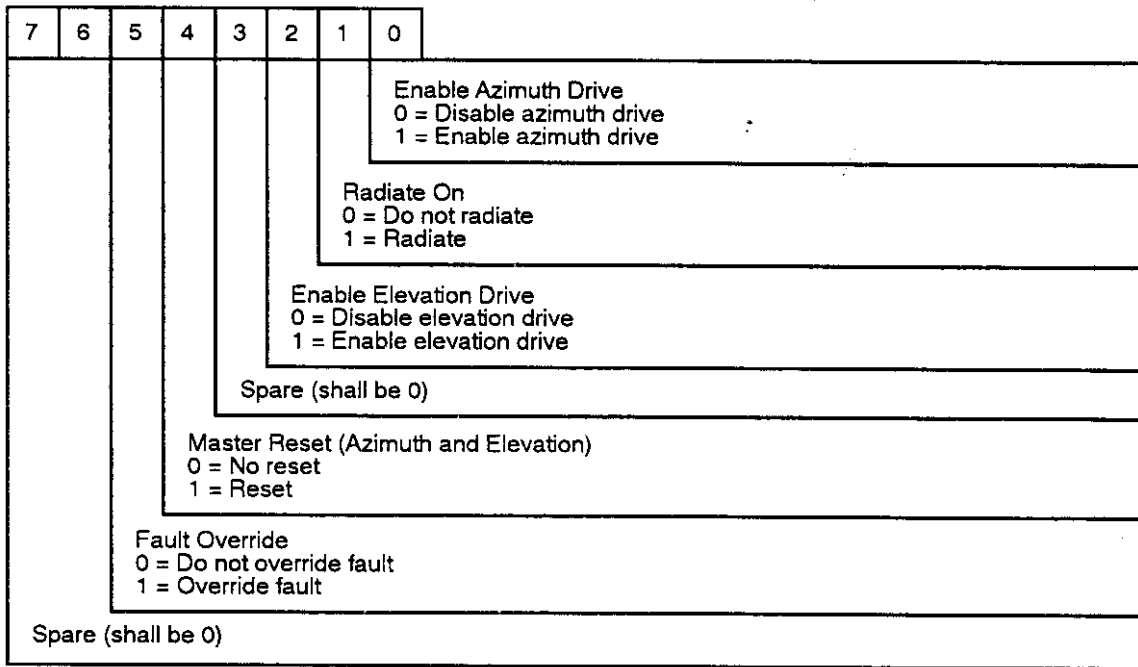 7 6 5 4 3 2 1 0
Enable Azimuth Drive
0 = Disable azimuth drive
1 = Enable azimuth drive
Radiate On
0 = Do not radiate
1 = Radiate
Enable Elevation Drive
0 = Disable elevation drive
1 = Enable elevation drive
Spare (shall be 0)
Master Reset (Azimuth and Elevation)
0 = No reset
1 = Reset
Fault Override
0 = Do not override fault
1 = Override fault
Spare (shall be 0)